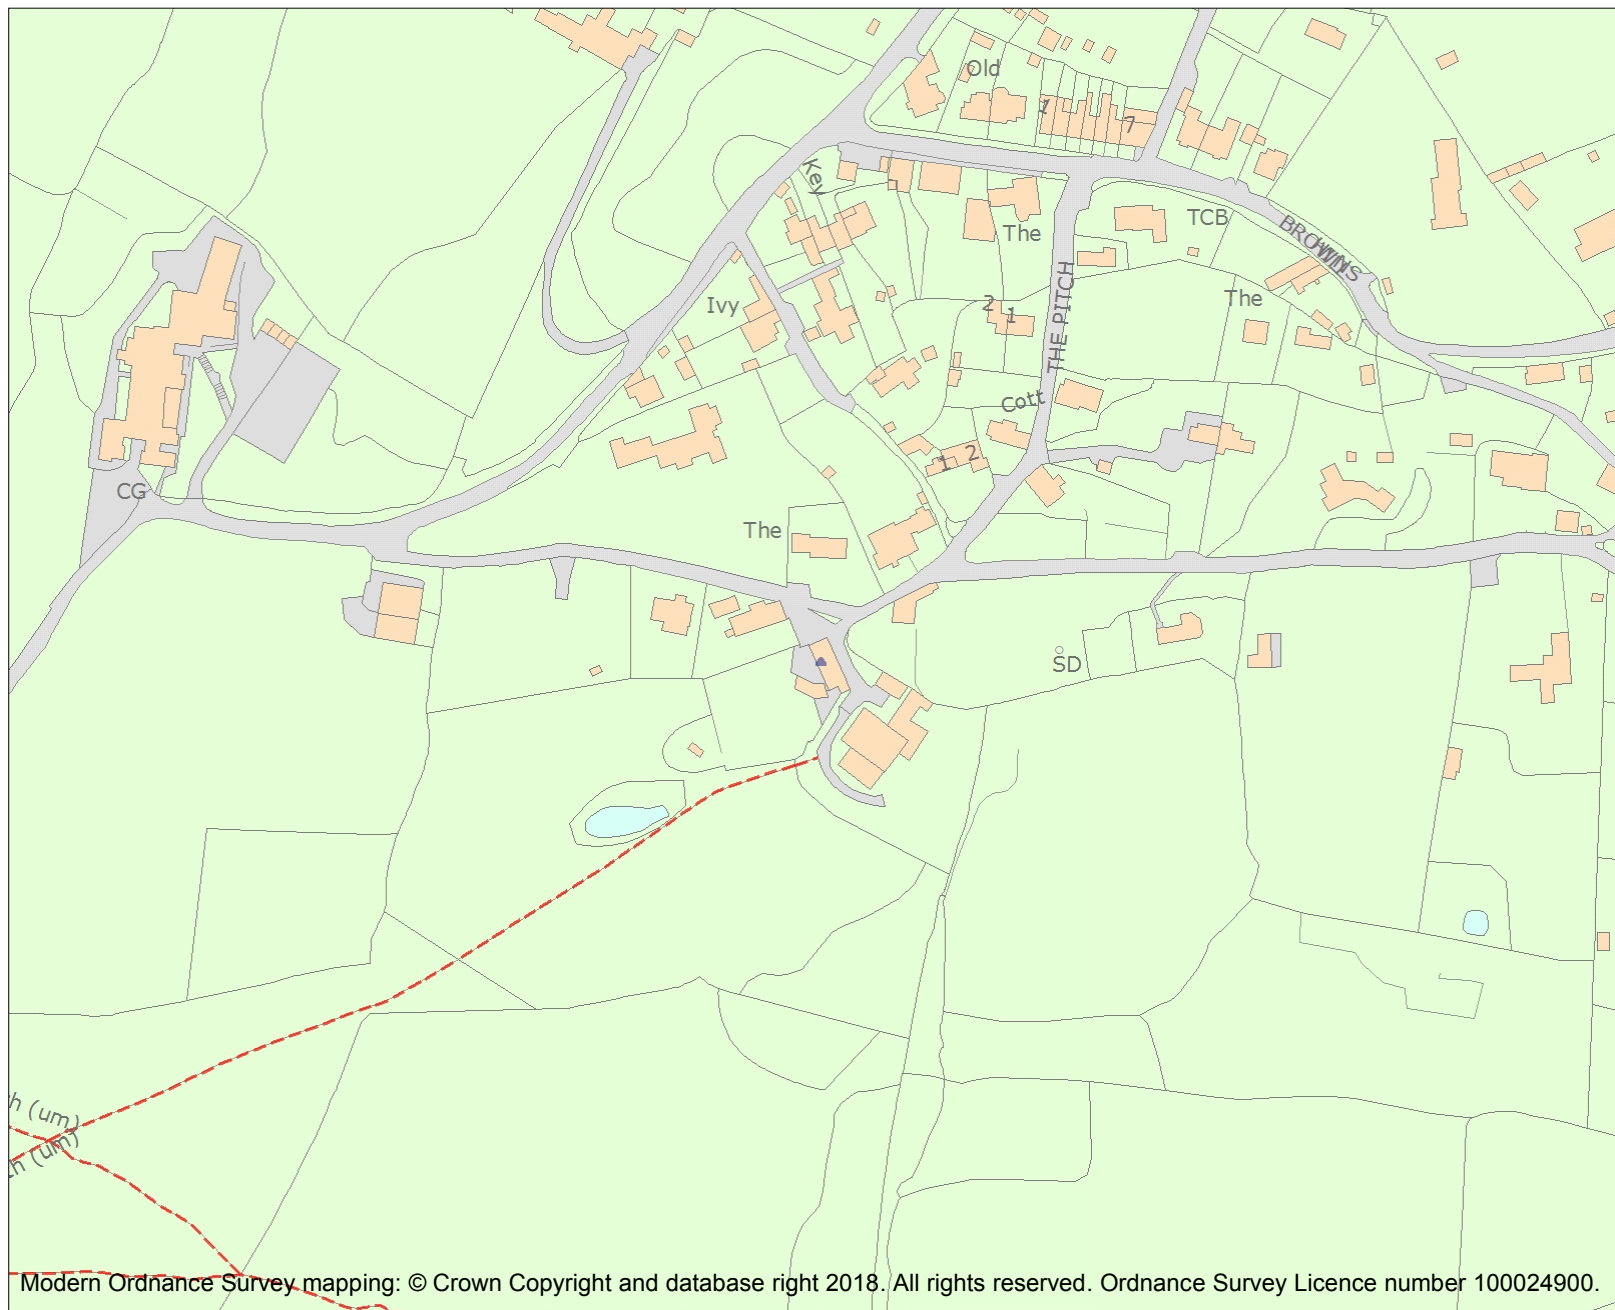 Old
1
7
Key
TCB
The
BROWNS
The
Ivy
2
1
THE PITCH
Cott
1
2
CG
The
SD
h (um)
th (um)
Modern Ordnance Survey mapping: © Crown Copyright and database right 2018. All rights reserved. Ordnance Survey Licence number 100024900.